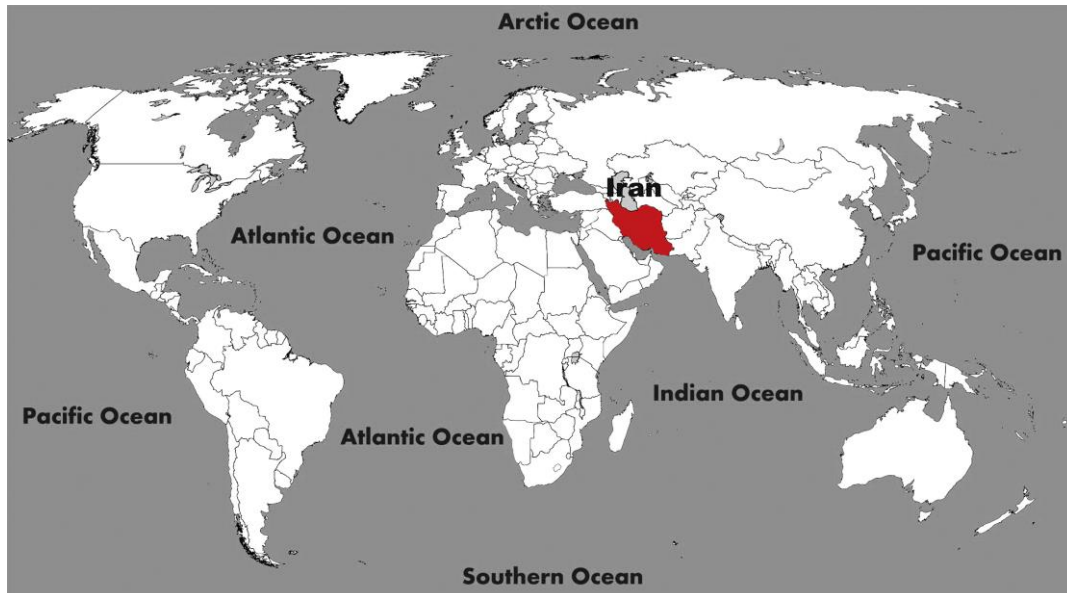 Arctic Ocean
Iran
Atlantic Ocean
Pacific Ocean
Indian Ocean
Pacific Ocean
Atlantic Ocean
Southern Ocean